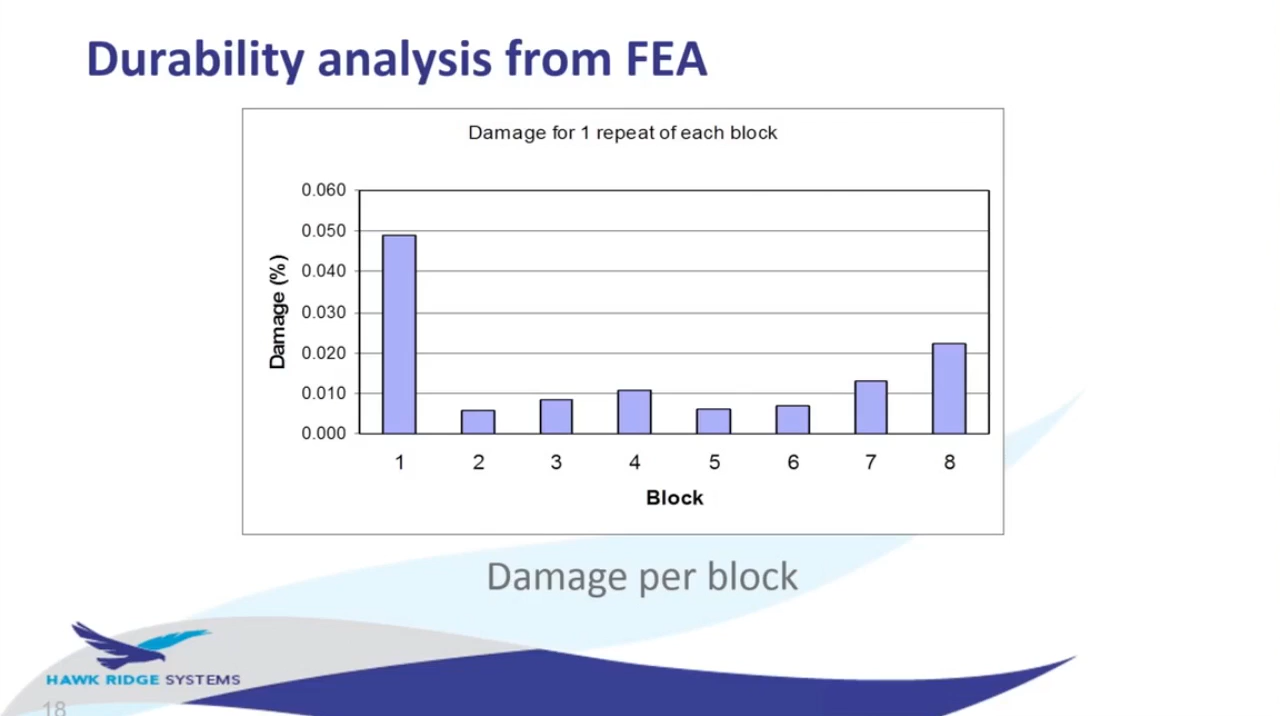 Durability analysis from FEA
Damage for 1 repeat of each block
0.060
0.050
0.040
0.030
0.020
0.010
0.000
Damage (%)
1 2 3 4 5 6 7 8
Block
Damage per block
HAWK RIDGE SYSTEMS
18